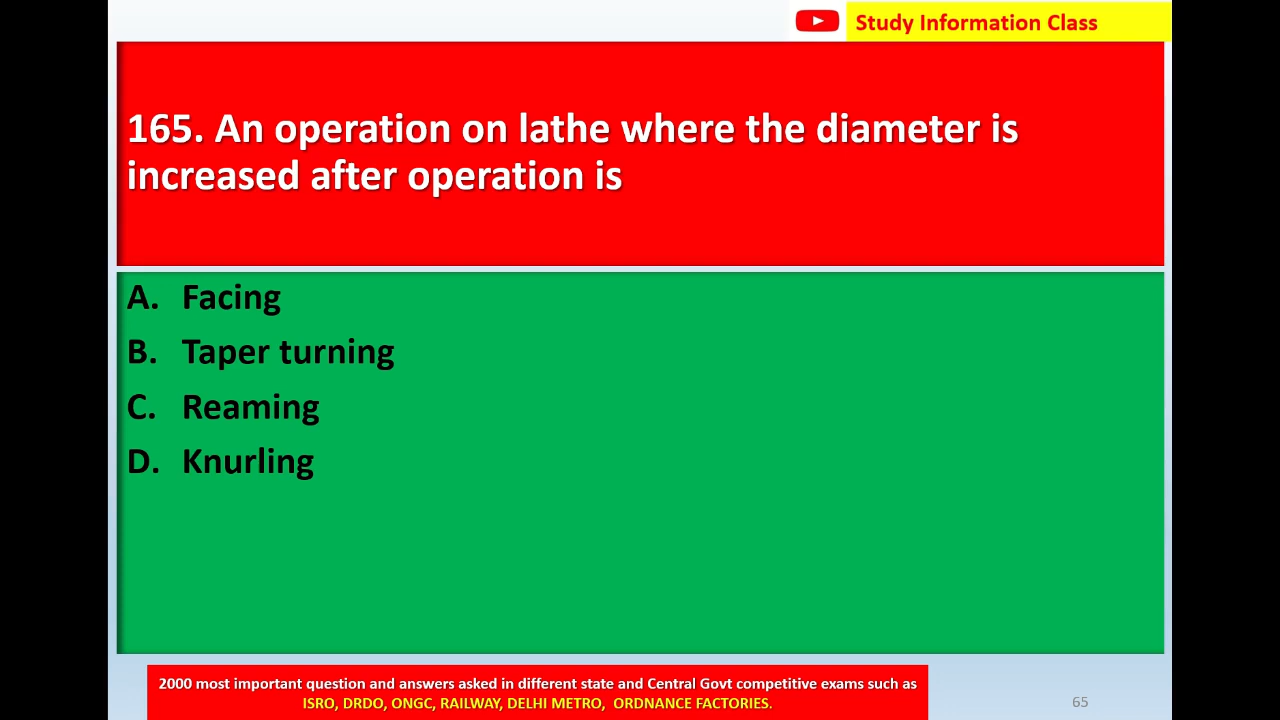 Study Information Class
165. An operation on lathe where the diameter is
increased after operation is
A. Facing
B. Taper turning
C. Reaming
D. Knurling
2000 most important question and answers asked in different state and Central Govt competitive exams such as
ISRO, DRDO, ONGC, RAILWAY, DELHI METRO, ORDNANCE FACTORIES.
65